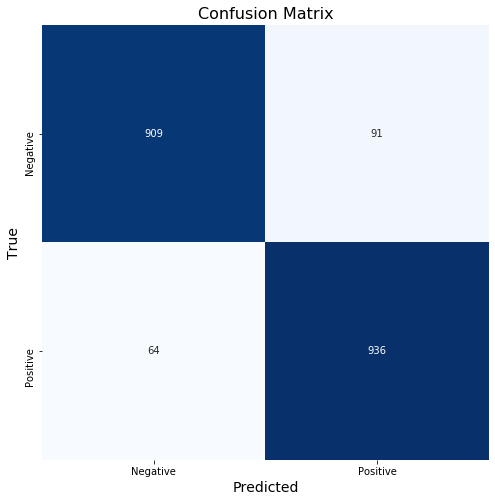 Confusion Matrix
True
Negative
909
91
Positive
64
936
Negative
Positive
Predicted